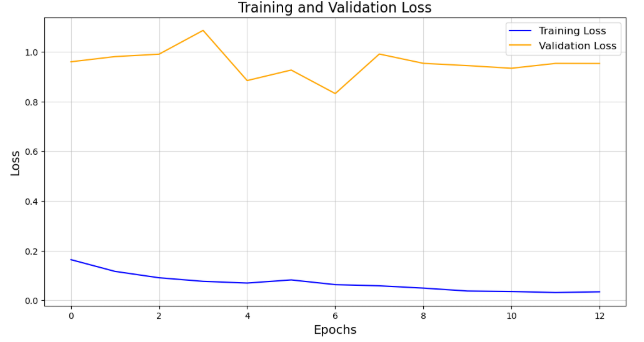 Training and Validation Loss
Training Loss
Validation Loss
Loss
1.0
0.8
0.6
0.4
0.2
0.0
0 2 4 6 8 10 12
Epochs